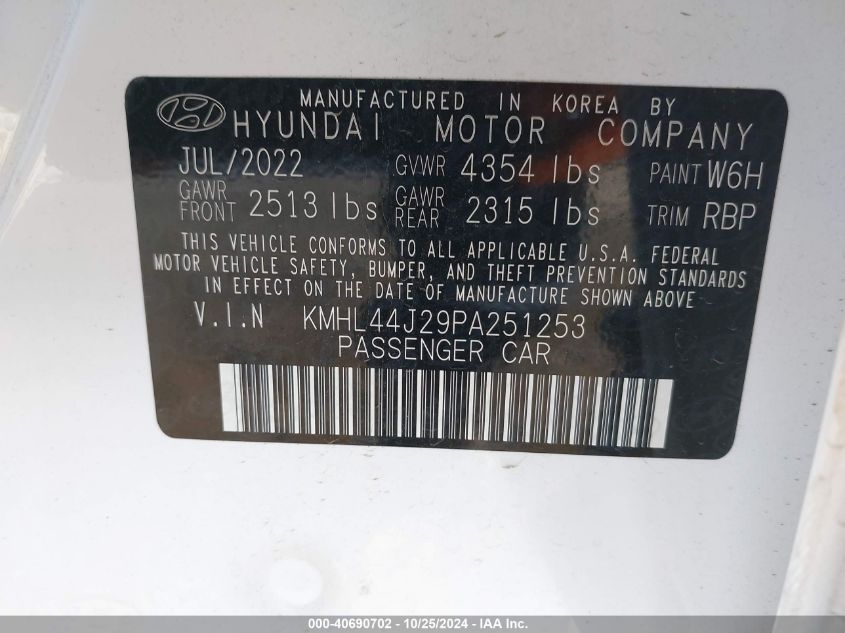 MANUFACTURED IN KOREA BY
HYUNDAI MOTOR COMPANY
JUL/2022 GVWR 4354 lbs PAINT W6H
GAWR FRONT 2513 lbs GAWR REAR 2315 lbs TRIM RBP
THIS VEHICLE CONFORMS TO ALL APPLICABLE U.S.A. FEDERAL
MOTOR VEHICLE SAFETY, BUMPER, AND THEFT PREVENTION STANDARDS
IN EFFECT ON THE DATE OF MANUFACTURE SHOWN ABOVE
V.I.N KMHL44J29PA251253
PASSENGER CAR
000-40690702 - 10/25/2024 - IAA Inc.